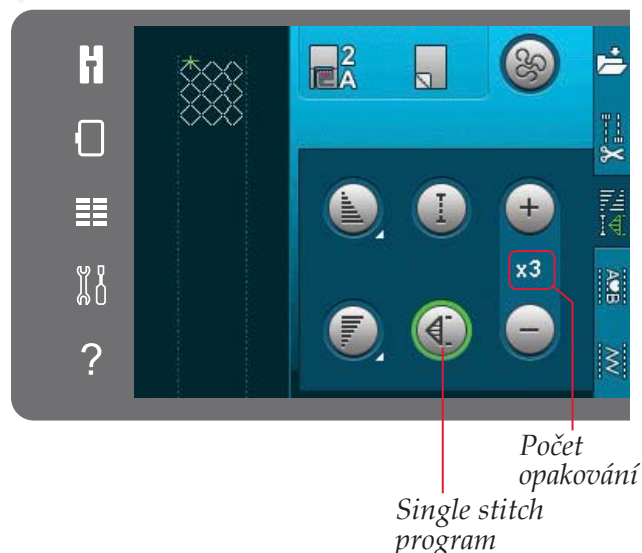 2
A
x3
A♥B
?
Počet
opakování
Single stitch
program